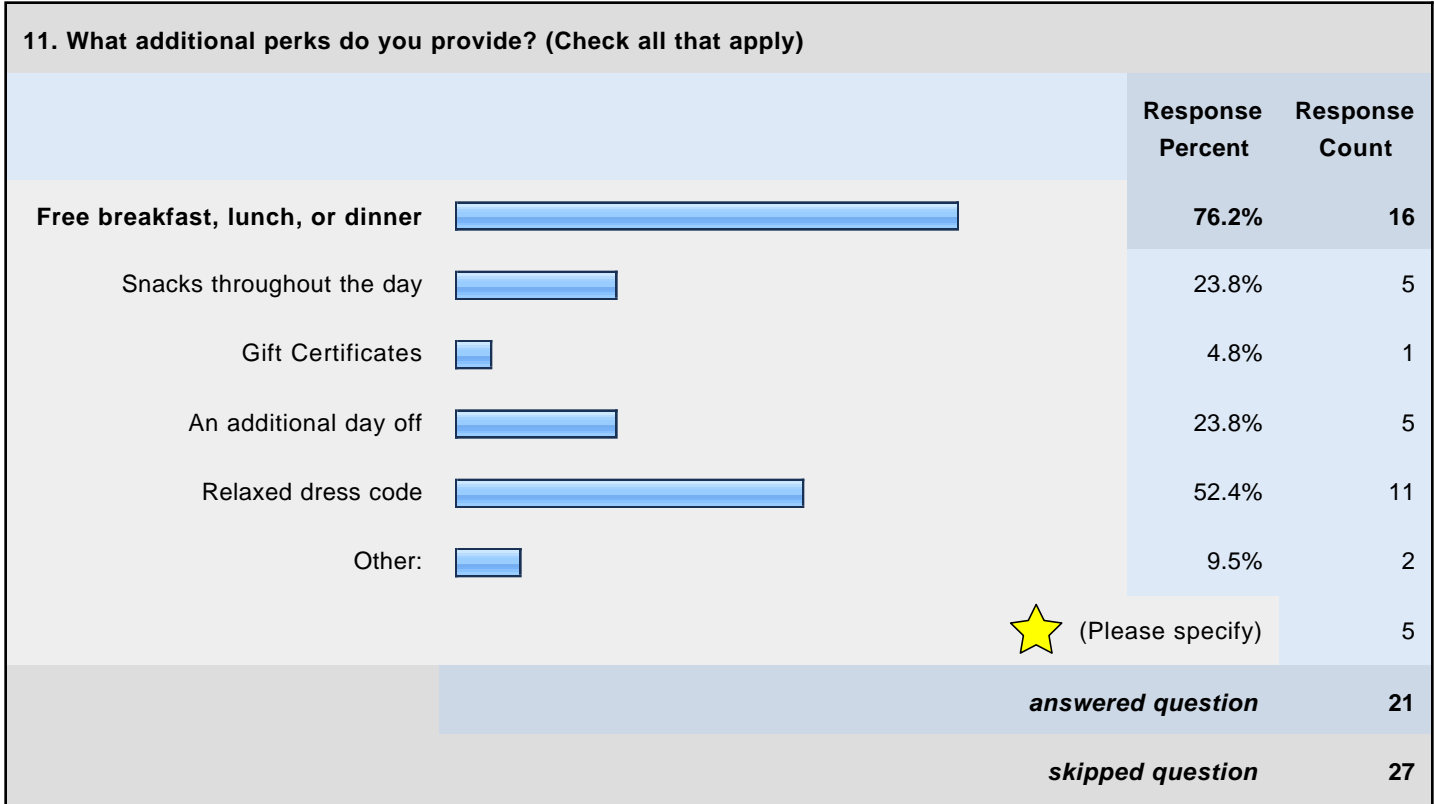 11. What additional perks do you provide? (Check all that apply)
Response Percent Response Count
Free breakfast, lunch, or dinner 76.2% 16
Snacks throughout the day 23.8% 5
Gift Certificates 4.8% 1
An additional day off 23.8% 5
Relaxed dress code 52.4% 11
Other: 9.5% 2
(Please specify) 5
answered question 21
skipped question 27